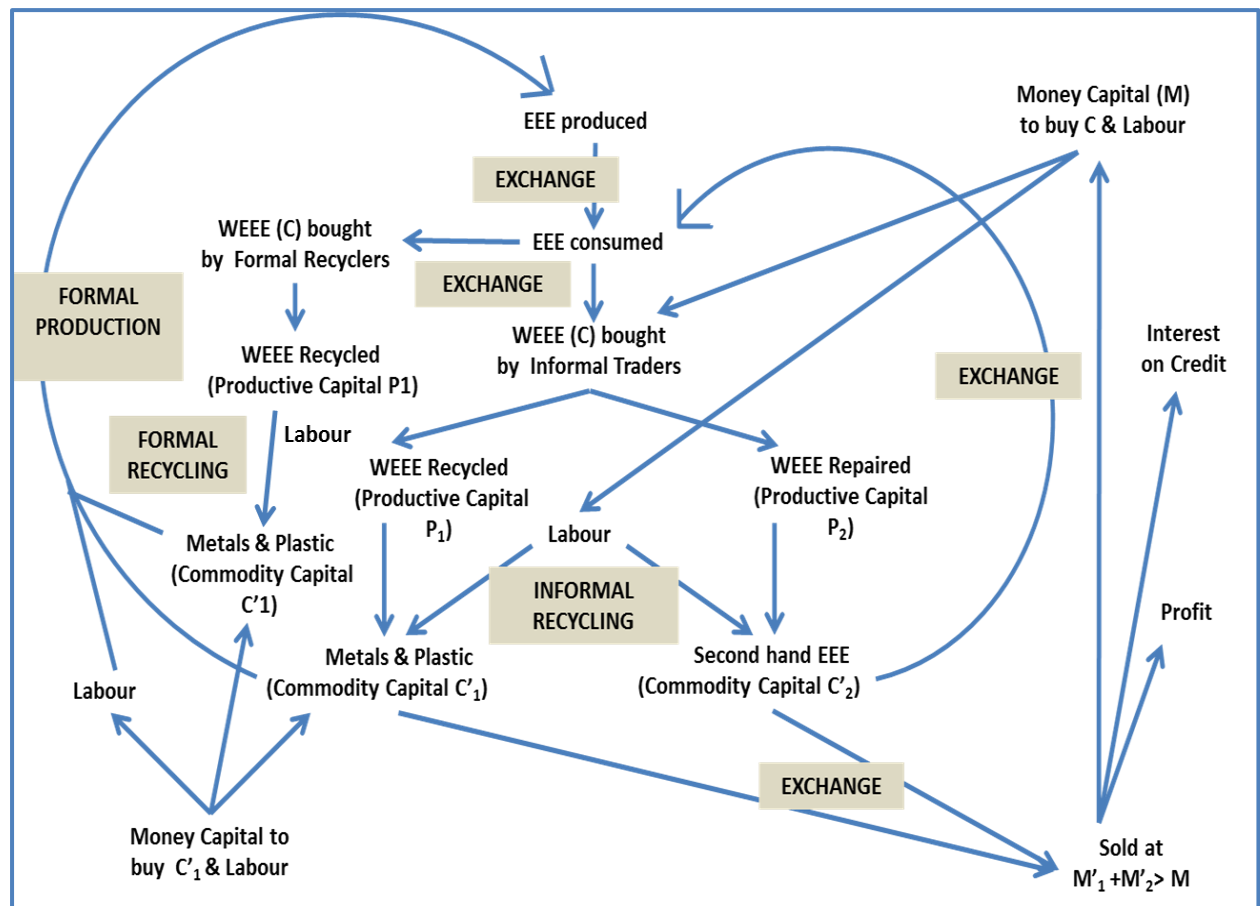 EEE produced
Money Capital (M)
to buy C & Labour
EXCHANGE
WEEE (C) bought
by Formal Recyclers
EEE consumed
EXCHANGE
FORMAL
PRODUCTION
WEEE (C) bought
by Informal Traders
Interest
on Credit
WEEE Recycled
(Productive Capital P1)
EXCHANGE
Labour
FORMAL
RECYCLING
WEEE Recycled
(Productive Capital
P₁)
WEEE Repaired
(Productive Capital
P₂)
Labour
Metals & Plastic
(Commodity Capital
C’1)
INFORMAL
RECYCLING
Profit
Metals & Plastic
(Commodity Capital C’₁)
Second hand EEE
(Commodity Capital C’₂)
Labour
EXCHANGE
Money Capital to
buy C’₁ & Labour
Sold at
M’₁ +M’₂> M